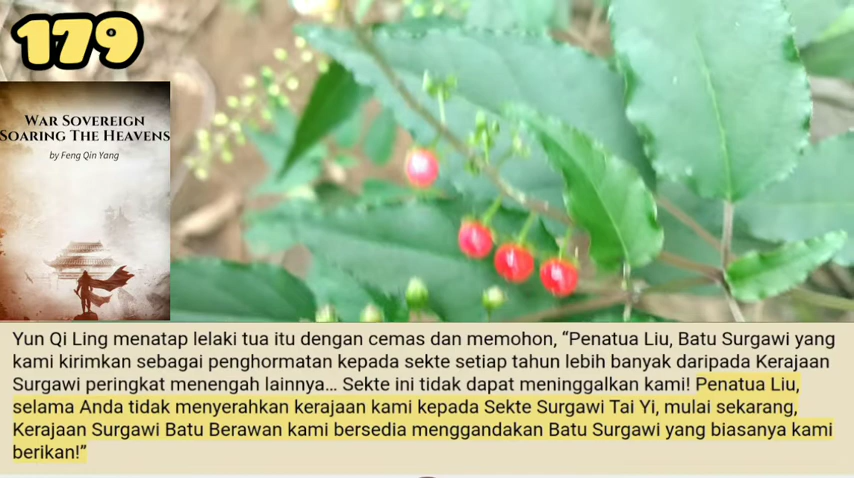 179
WAR SOVEREIGN
SOARING THE HEAVENS
by Feng Qin Yang
Yun Qi Ling menatap lelaki tua itu dengan cemas dan memohon, “Penatua Liu, Batu Surgawi yang
kami kirimkan sebagai penghormatan kepada sekte setiap tahun lebih banyak daripada Kerajaan
Surgawi peringkat menengah lainnya… Sekte ini tidak dapat meninggalkan kami! Penatua Liu,
selama Anda tidak menyerahkan kerajaan kami kepada Sekte Surgawi Tai Yi, mulai sekarang,
Kerajaan Surgawi Batu Berawan kami bersedia menggandakan Batu Surgawi yang biasanya kami
berikan!”